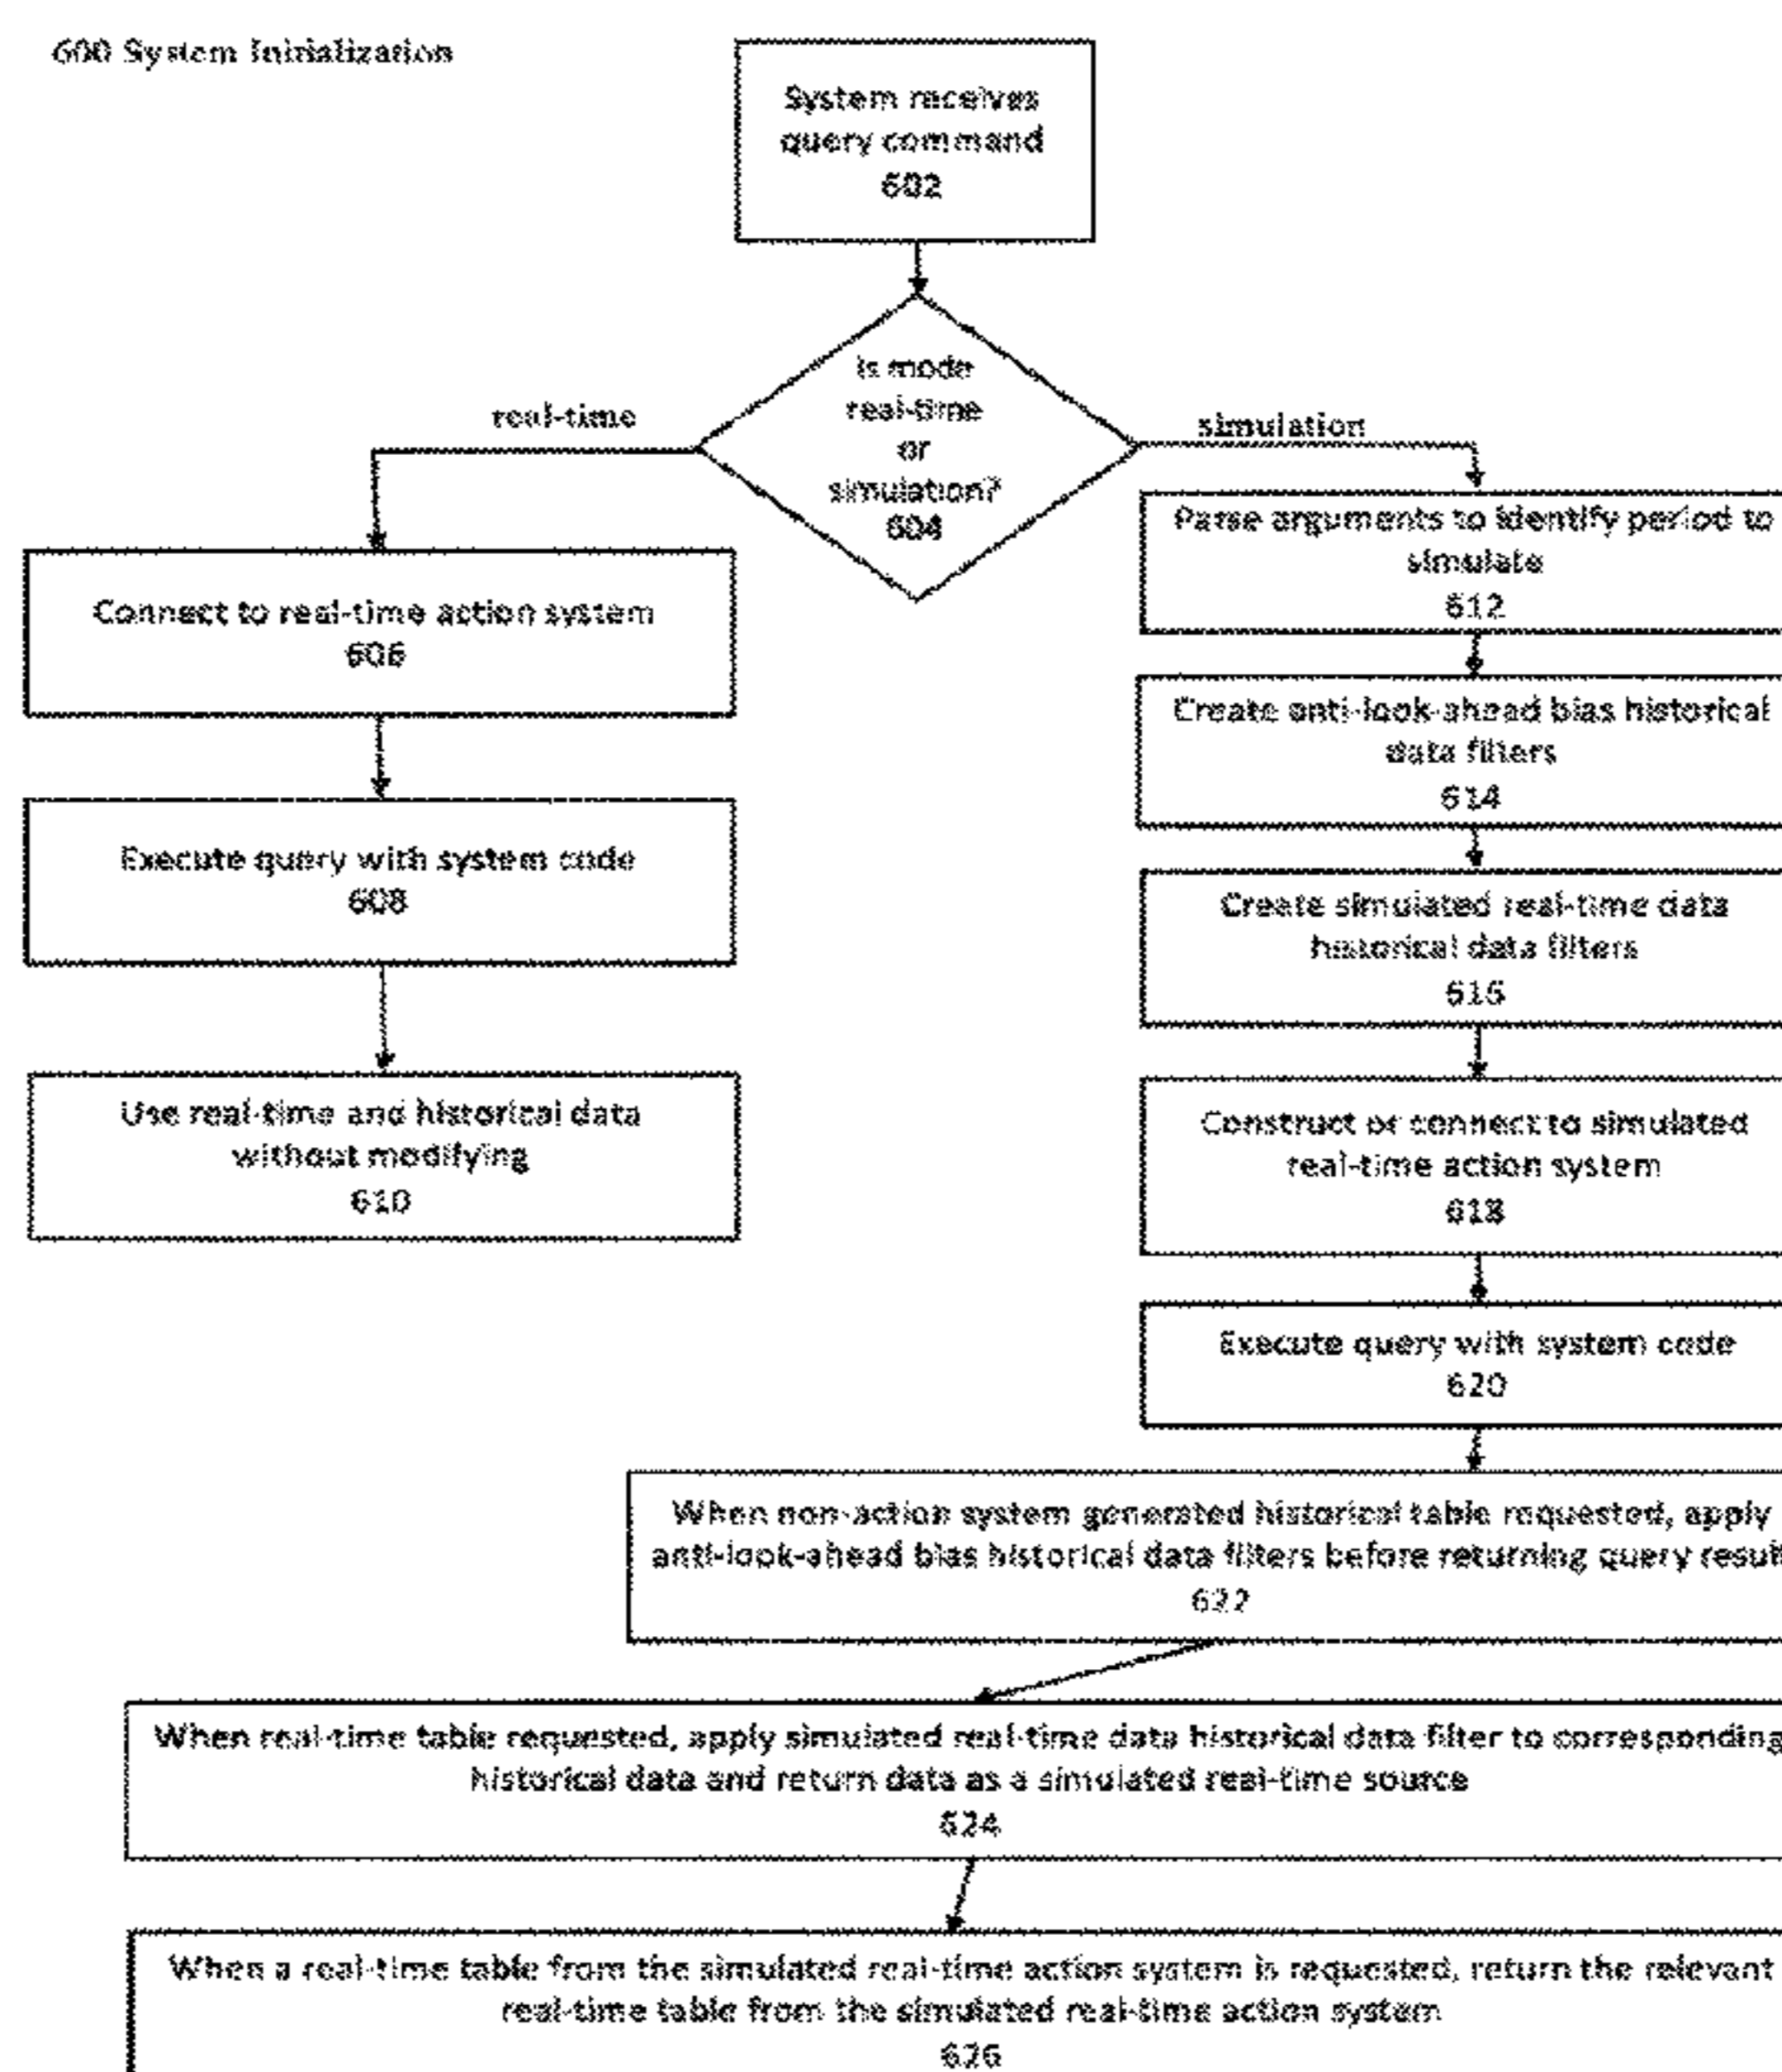 600 System Initialization
System receives
query command
602
Is mode
real-time
or
simulation?
604
real-time
simulation
Connect to real-time action system
606
Execute query with system code
608
Use real-time and historical data
without modifying
610
Parse arguments to identify period to
simulate
612
Create anti-look-ahead bias historical
data filters
614
Create simulated real-time data
historical data filters
616
Construct or connect to simulated
real-time action system
618
Execute query with system code
620
When non-action system generated historical table requested, apply
anti-look-ahead bias historical data filters before returning query result
622
When real-time table requested, apply simulated real-time data historical data filter to corresponding
historical data and return data as a simulated real-time source
624
When a real-time table from the simulated real-time action system is requested, return the relevant
real-time table from the simulated real-time action system
626